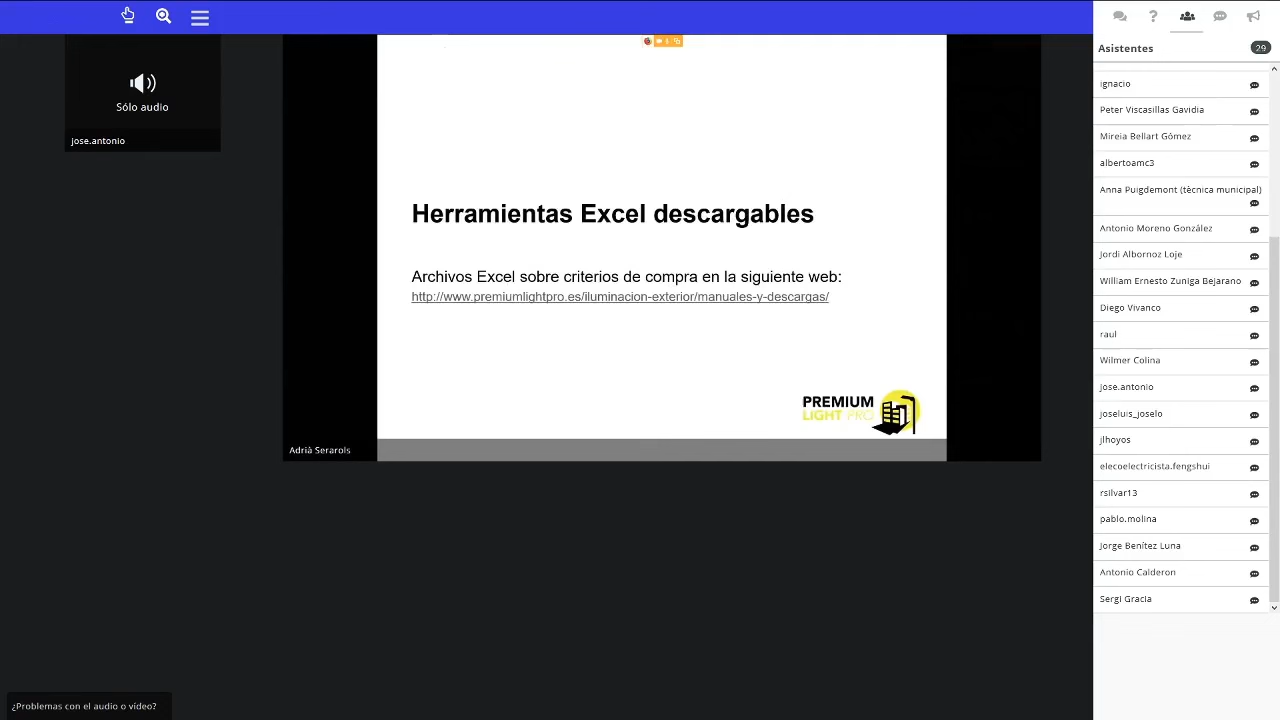 Sólo audio
jose.antonio
Herramientas Excel descargables
Archivos Excel sobre criterios de compra en la siguiente web:
http://www.premiumlightpro.es/iluminacion-exterior/manuales-y-descargas/
PREMIUM
LIGHT PRO
Adrià Serarols
¿Problemas con el audio o vídeo?
?
Asistentes
29
ignacio
Peter Viscasillas Gavidia
Mireia Bellart Gómez
albertoamc3
Anna Puigdemont (tècnica municipal)
Antonio Moreno González
Jordi Albornoz Loje
William Ernesto Zuniga Bejarano
Diego Vivanco
raul
Wilmer Colina
jose.antonio
joseluis_joselo
jlhoyos
elecoelectricista.fengshui
rsilvar13
pablo.molina
Jorge Benítez Luna
Antonio Calderon
Sergi Gracia